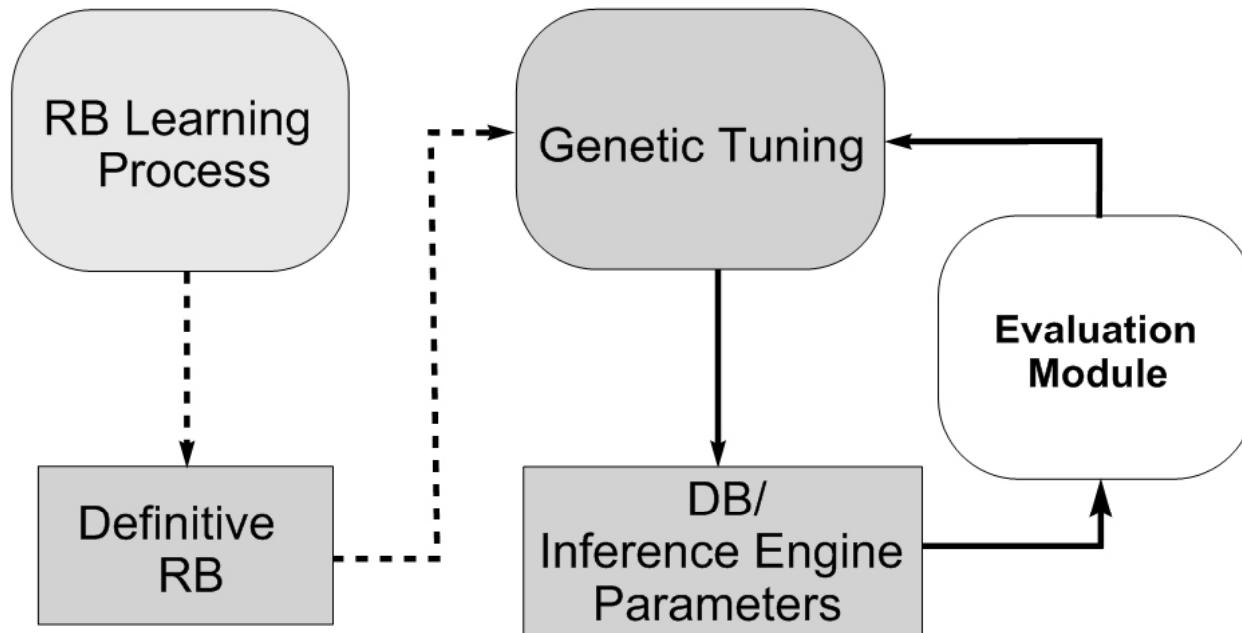 RB Learning
Process
Genetic Tuning
Evaluation
Module
Definitive
RB
DB/
Inference Engine
Parameters